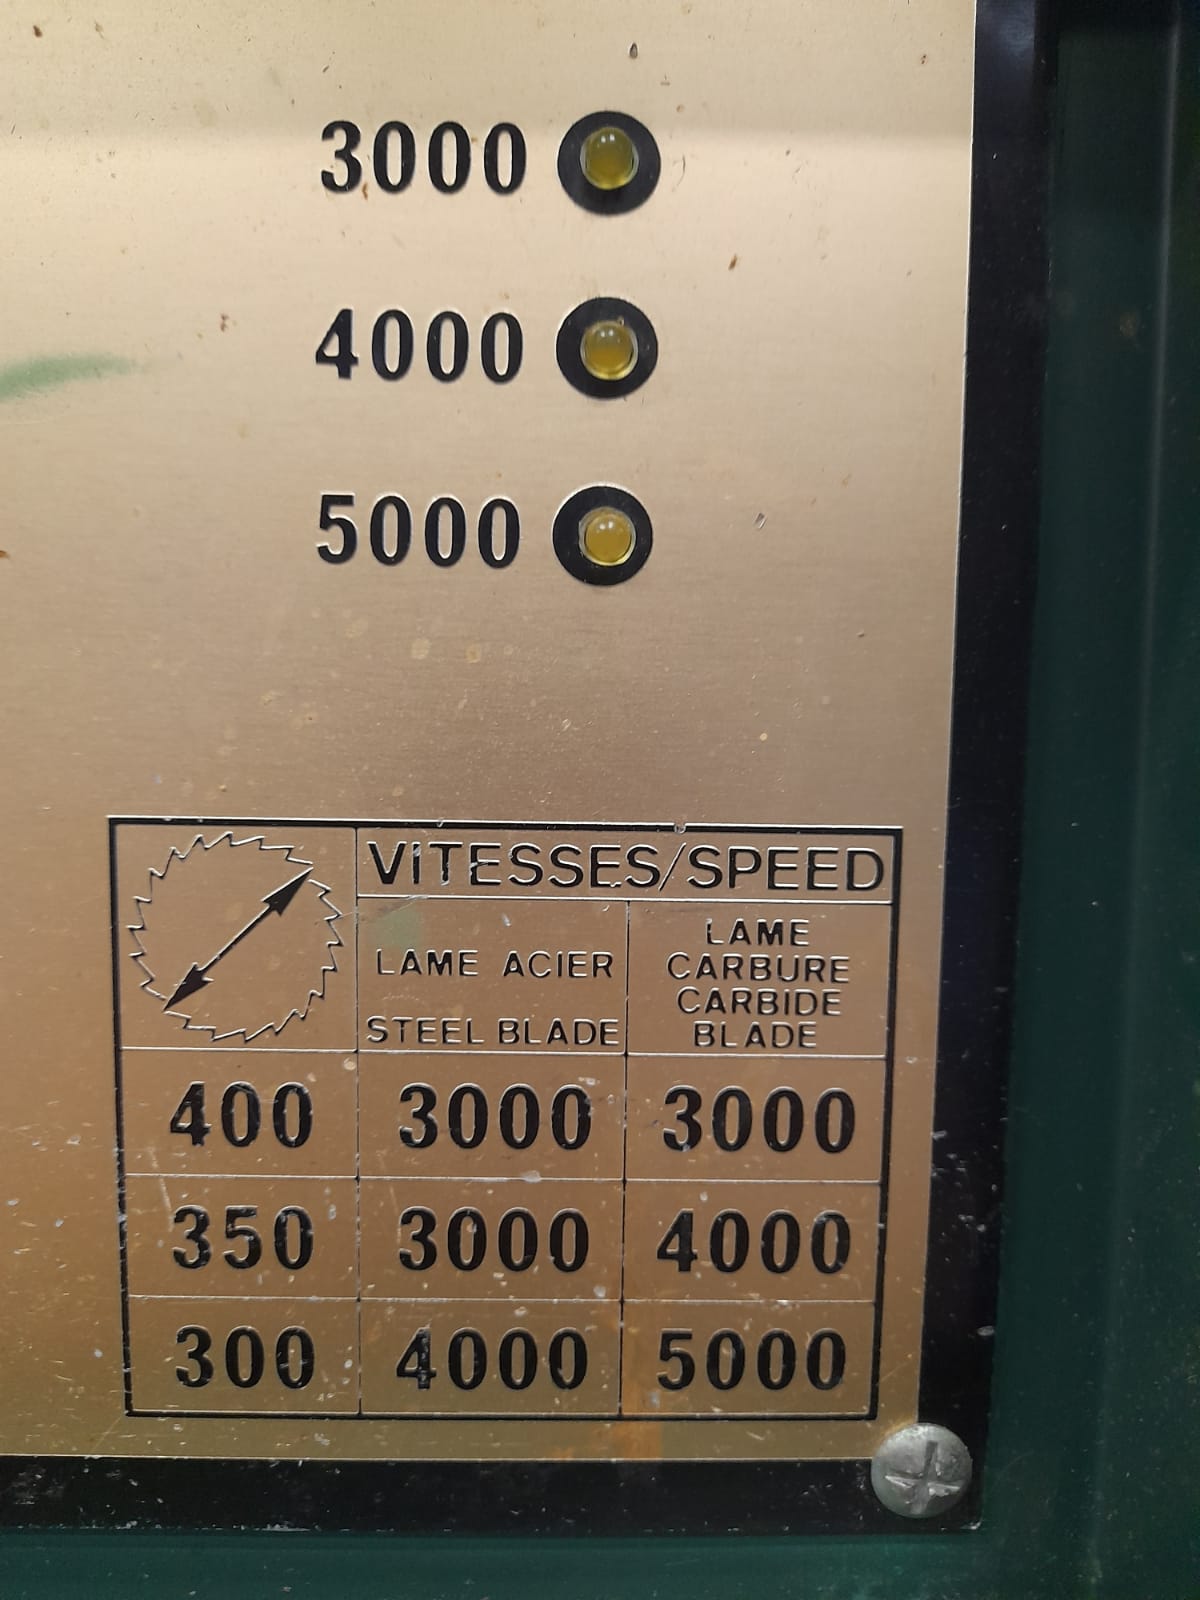 3000
4000
5000
VITESSES/SPEED
LAME ACIER
STEEL BLADE
LAME
CARBURE
CARBIDE
BLADE
400 3000 3000
350 3000 4000
300 4000 5000